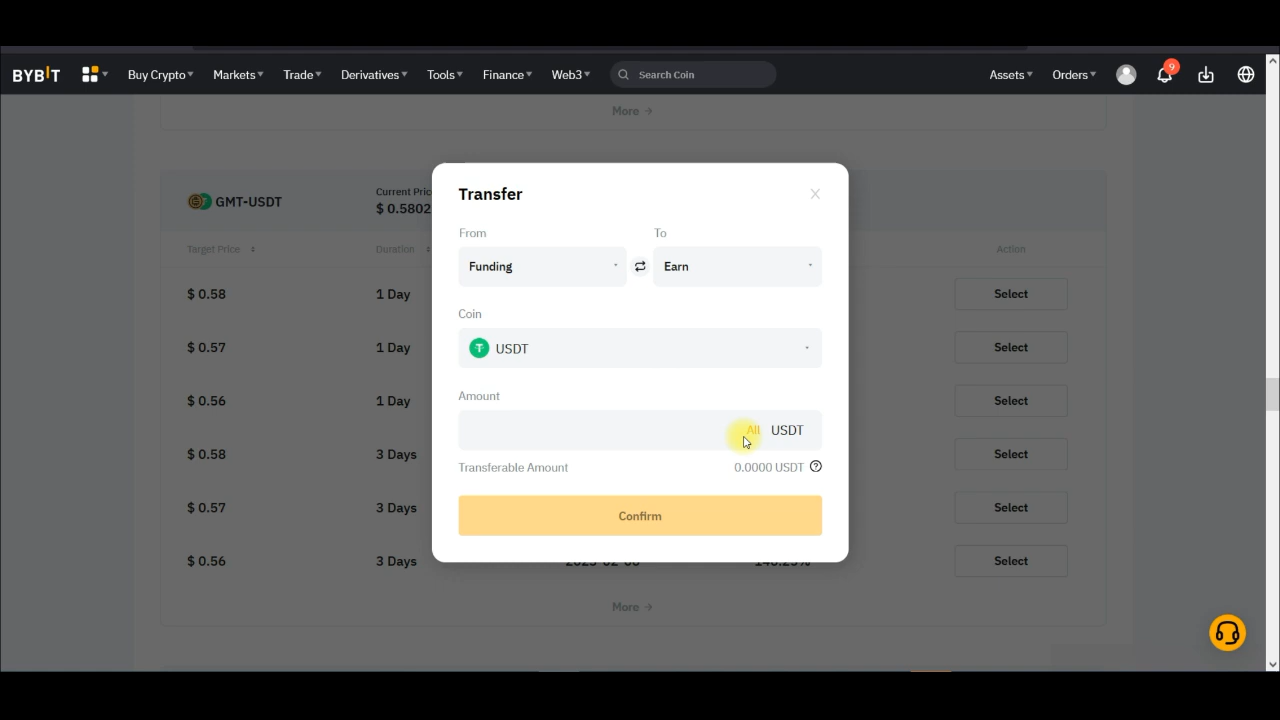 BYBIT Buy Crypto Markets Trade Derivatives Tools Finance Web3 Search Coin Assets Orders 9
More →
GMT-USDT
Current
$ 0.5802
Target Price Duration Action
$ 0.58 1 Day Select
$ 0.57 1 Day Select
$ 0.56 1 Day Select
$ 0.58 3 Days Select
$ 0.57 3 Days Select
$ 0.56 3 Days Select
More →
Transfer
From To
Funding Earn
Coin
USDT
Amount
All USDT
Transferable Amount 0.0000 USDT
Confirm